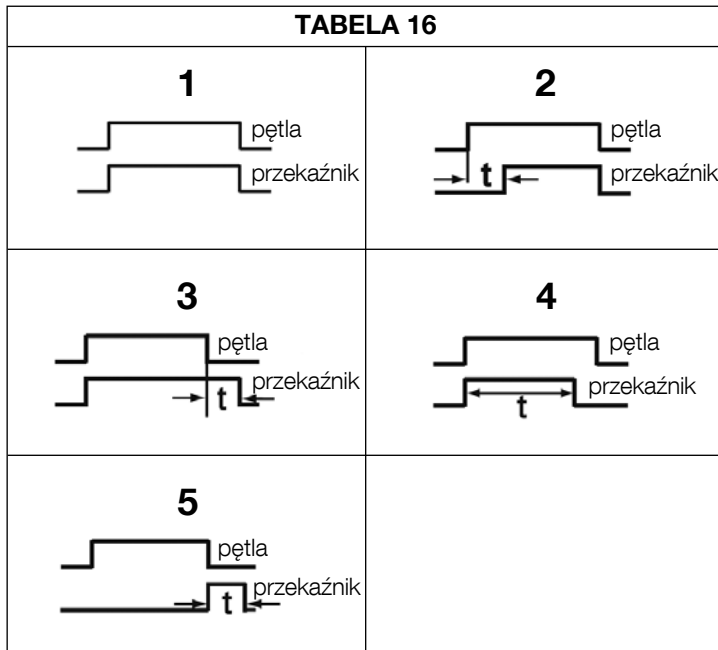 TABELA 16
1
pętla
przekaźnik
2
pętla
t
przekaźnik
3
pętla
przekaźnik
t
4
pętla
przekaźnik
t
5
pętla
przekaźnik
t